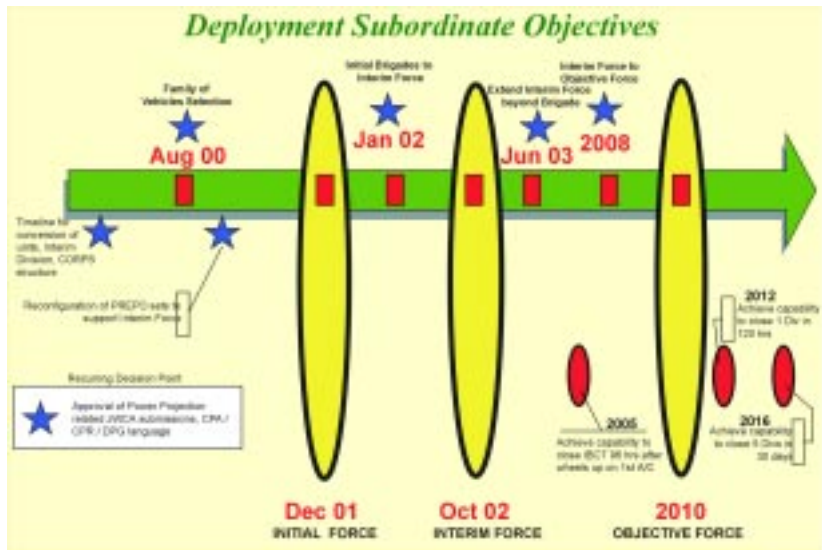 Deployment Subordinate Objectives
Family of
Vehicles Selection
Aug 00
Initial Brigades to
Interim Force
Jan 02
Extend Interim Force
beyond Brigade
Jun 03
Interim Force to
Objective Force
2008
Timeline for
conversion of
units, Interim
Division, CORPS
structure
Reconfiguration of PREPO sets to
support Interim Force
Recurring Decision Point
Approval of Power Projection
related JWCA submissions, CPA /
CPR / DPG language
2005
Achieve capability to
close IBCT 96 hrs after
wheels up on 1st A/C
2012
Achieve capability
to close 1 Div in
120 hrs
2016
Achieve capability
to close 5 Divs in
30 days
Dec 01
INITIAL FORCE
Oct 02
INTERIM FORCE
2010
OBJECTIVE FORCE